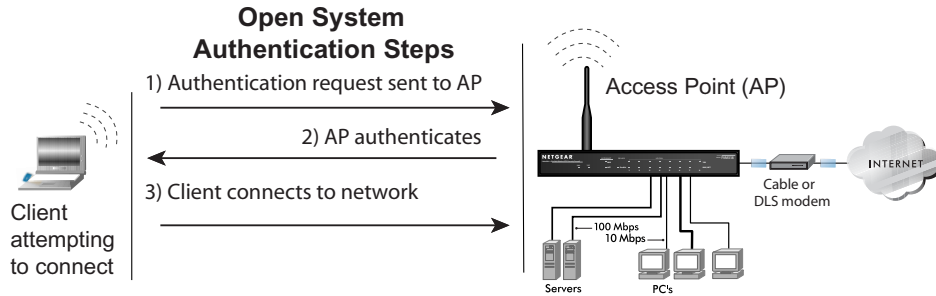 Open System
Authentication Steps
1) Authentication request sent to AP
2) AP authenticates
3) Client connects to network
Client
attempting
to connect
Access Point (AP)
NETGEAR
INTERNET
Cable or
DLS modem
100 Mbps
10 Mbps
Servers
PC's